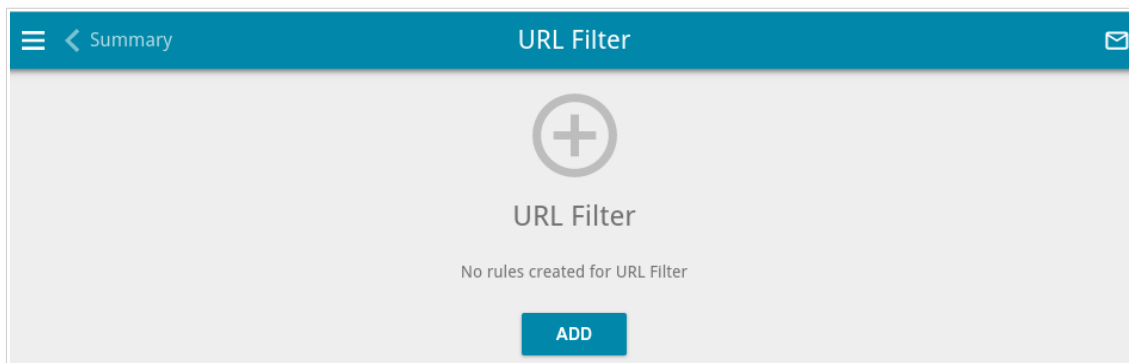 Summary
URL Filter
URL Filter
No rules created for URL Filter
ADD